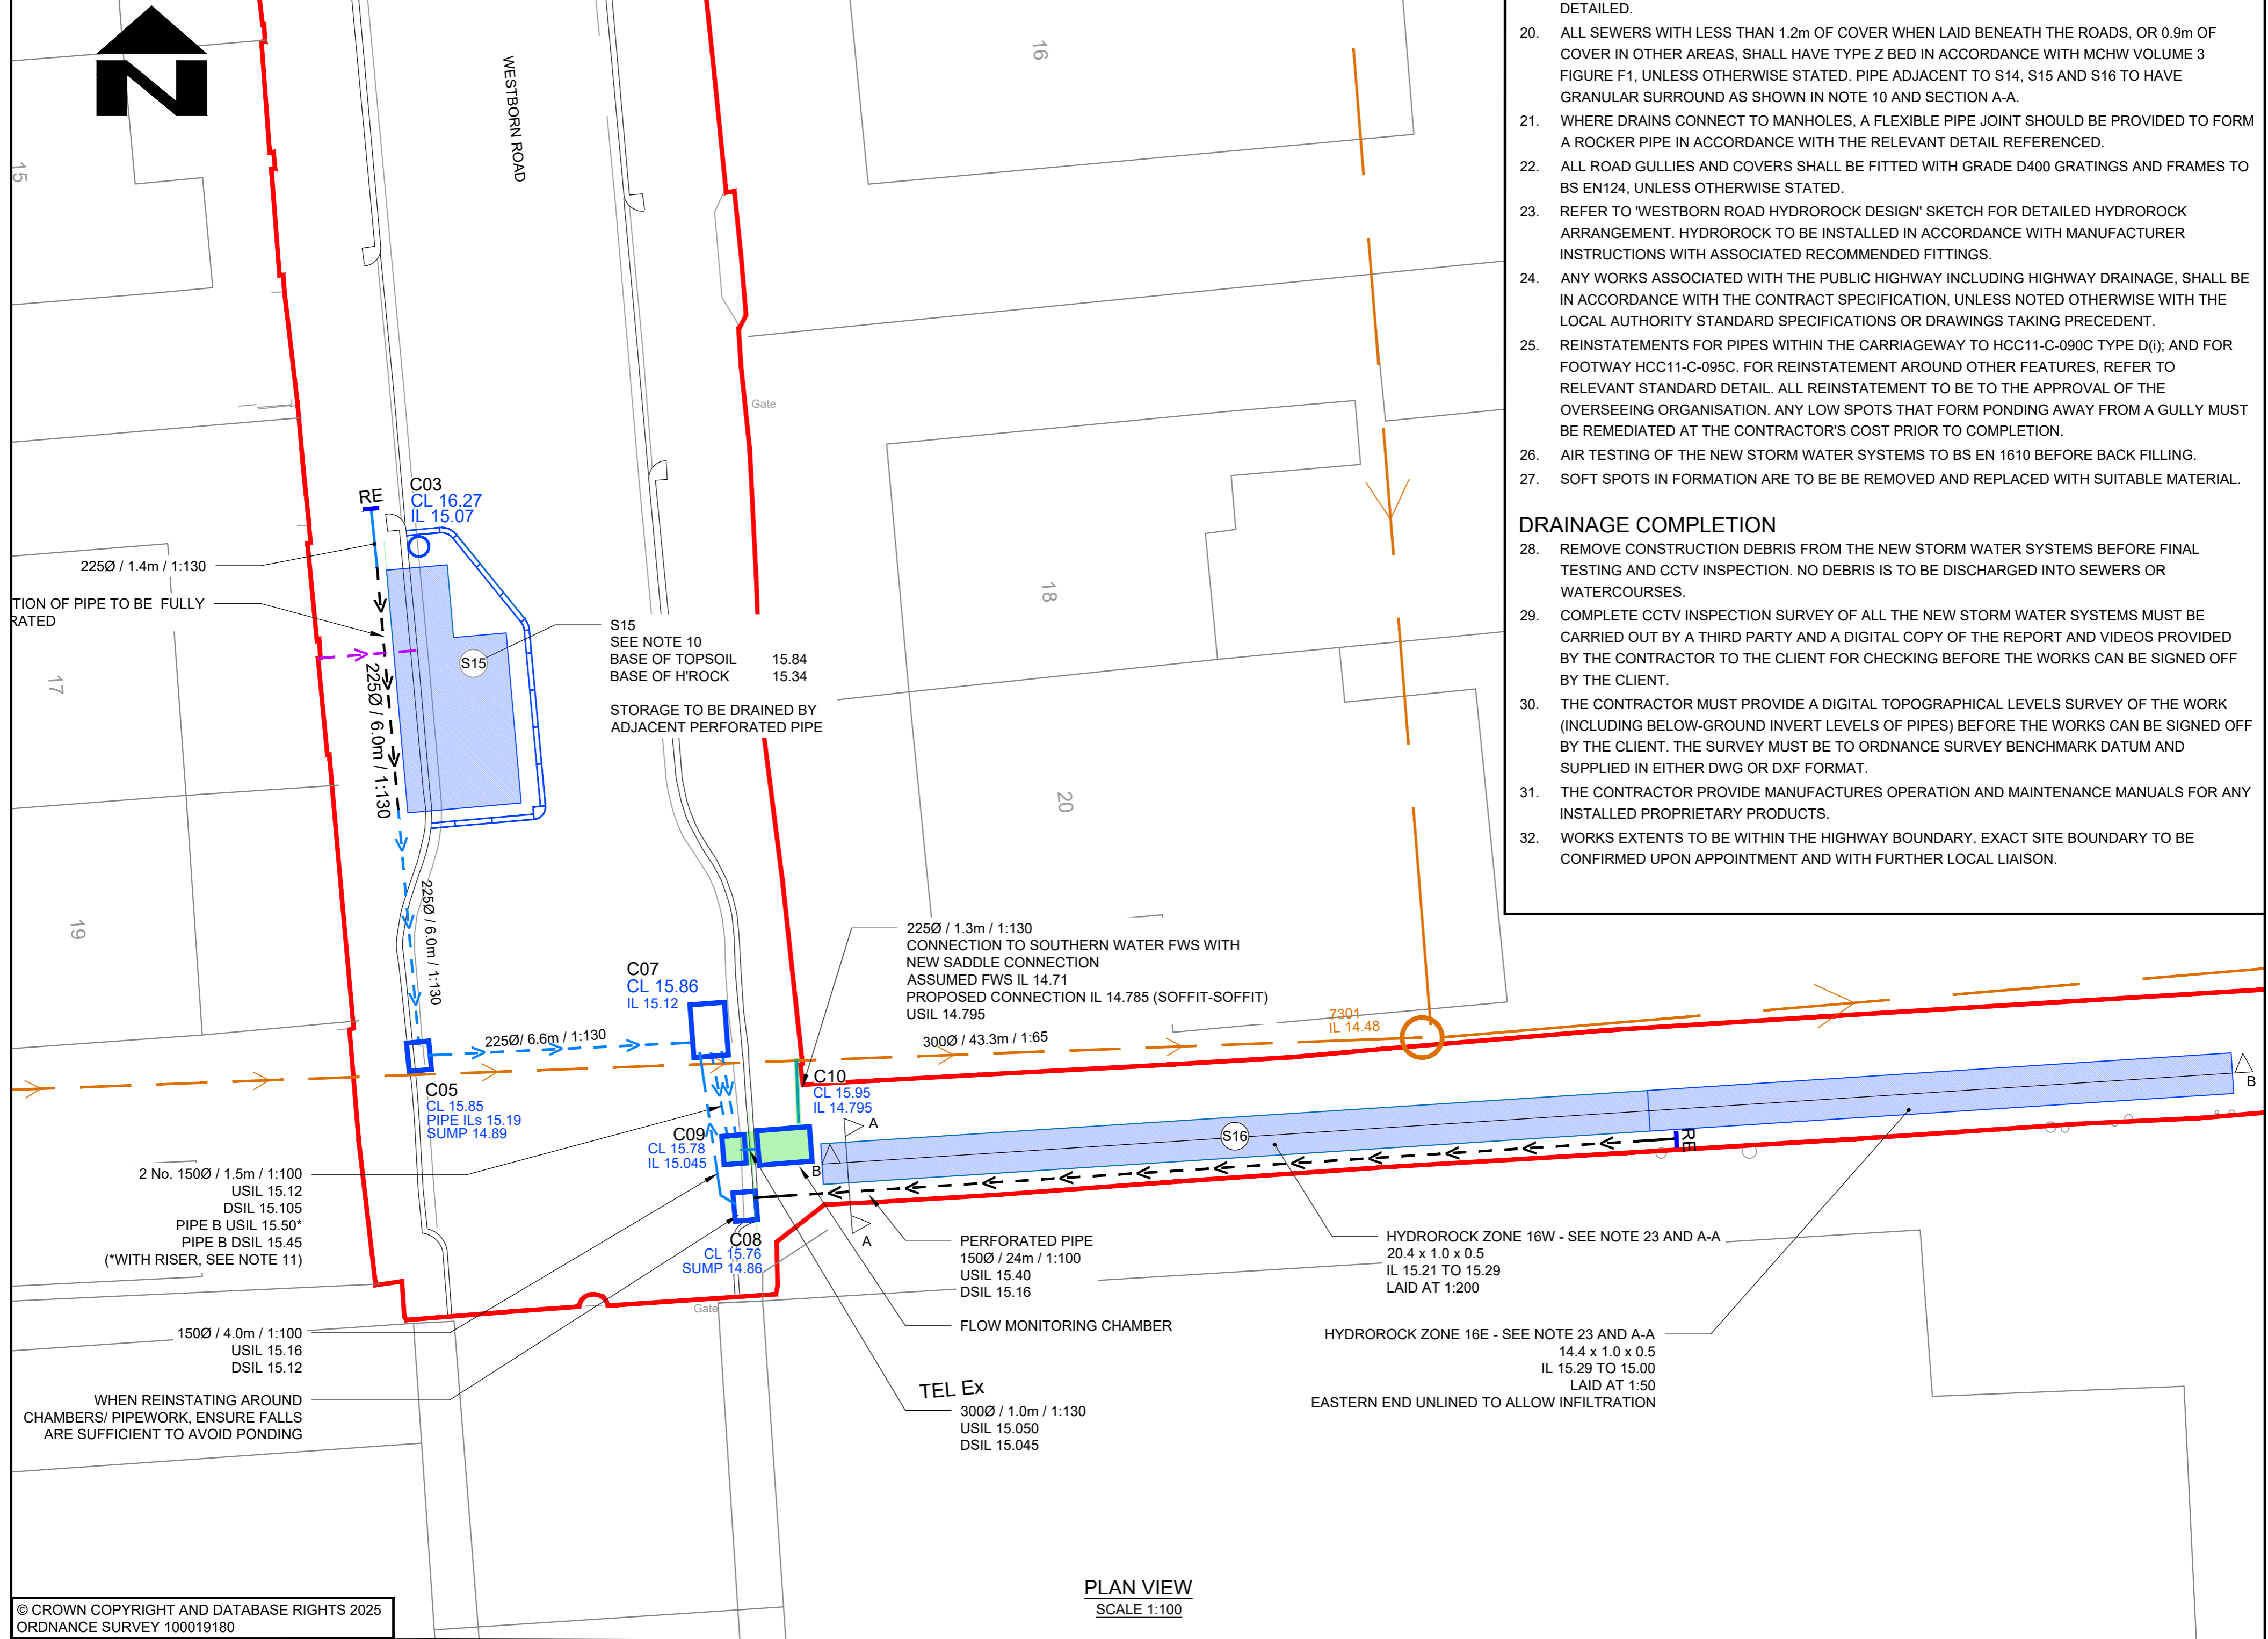 DETAILED.
20. ALL SEWERS WITH LESS THAN 1.2m OF COVER WHEN LAID BENEATH THE ROADS, OR 0.9m OF
COVER IN OTHER AREAS, SHALL HAVE TYPE Z BED IN ACCORDANCE WITH MCHW VOLUME 3
FIGURE F1, UNLESS OTHERWISE STATED. PIPE ADJACENT TO S14, S15 AND S16 TO HAVE
GRANULAR SURROUND AS SHOWN IN NOTE 10 AND SECTION A-A.
21. WHERE DRAINS CONNECT TO MANHOLES, A FLEXIBLE PIPE JOINT SHOULD BE PROVIDED TO FORM
A ROCKER PIPE IN ACCORDANCE WITH THE RELEVANT DETAIL REFERENCED.
22. ALL ROAD GULLIES AND COVERS SHALL BE FITTED WITH GRADE D400 GRATINGS AND FRAMES TO
BS EN124, UNLESS OTHERWISE STATED.
23. REFER TO 'WESTBORN ROAD HYDROROCK DESIGN' SKETCH FOR DETAILED HYDROROCK
ARRANGEMENT. HYDROROCK TO BE INSTALLED IN ACCORDANCE WITH MANUFACTURER
INSTRUCTIONS WITH ASSOCIATED RECOMMENDED FITTINGS.
24. ANY WORKS ASSOCIATED WITH THE PUBLIC HIGHWAY INCLUDING HIGHWAY DRAINAGE, SHALL BE
IN ACCORDANCE WITH THE CONTRACT SPECIFICATION, UNLESS NOTED OTHERWISE WITH THE
LOCAL AUTHORITY STANDARD SPECIFICATIONS OR DRAWINGS TAKING PRECEDENT.
25. REINSTATEMENTS FOR PIPES WITHIN THE CARRIAGEWAY TO HCC11-C-090C TYPE D(i); AND FOR
FOOTWAY HCC11-C-095C. FOR REINSTATEMENT AROUND OTHER FEATURES, REFER TO
RELEVANT STANDARD DETAIL. ALL REINSTATEMENT TO BE TO THE APPROVAL OF THE
OVERSEEING ORGANISATION. ANY LOW SPOTS THAT FORM PONDING AWAY FROM A GULLY MUST
BE REMEDIATED AT THE CONTRACTOR'S COST PRIOR TO COMPLETION.
26. AIR TESTING OF THE NEW STORM WATER SYSTEMS TO BS EN 1610 BEFORE BACK FILLING.
27. SOFT SPOTS IN FORMATION ARE TO BE BE REMOVED AND REPLACED WITH SUITABLE MATERIAL.
DRAINAGE COMPLETION
28. REMOVE CONSTRUCTION DEBRIS FROM THE NEW STORM WATER SYSTEMS BEFORE FINAL
TESTING AND CCTV INSPECTION. NO DEBRIS IS TO BE DISCHARGED INTO SEWERS OR
WATERCOURSES.
29. COMPLETE CCTV INSPECTION SURVEY OF ALL THE NEW STORM WATER SYSTEMS MUST BE
CARRIED OUT BY A THIRD PARTY AND A DIGITAL COPY OF THE REPORT AND VIDEOS PROVIDED
BY THE CONTRACTOR TO THE CLIENT FOR CHECKING BEFORE THE WORKS CAN BE SIGNED OFF
BY THE CLIENT.
30. THE CONTRACTOR MUST PROVIDE A DIGITAL TOPOGRAPHICAL LEVELS SURVEY OF THE WORK
(INCLUDING BELOW-GROUND INVERT LEVELS OF PIPES) BEFORE THE WORKS CAN BE SIGNED OFF
BY THE CLIENT. THE SURVEY MUST BE TO ORDNANCE SURVEY BENCHMARK DATUM AND
SUPPLIED IN EITHER DWG OR DXF FORMAT.
31. THE CONTRACTOR PROVIDE MANUFACTURES OPERATION AND MAINTENANCE MANUALS FOR ANY
INSTALLED PROPRIETARY PRODUCTS.
32. WORKS EXTENTS TO BE WITHIN THE HIGHWAY BOUNDARY. EXACT SITE BOUNDARY TO BE
CONFIRMED UPON APPOINTMENT AND WITH FURTHER LOCAL LIAISON.
N
WESTBORN ROAD
15
16
17
18
19
20
Gate
RE
C03
CL 16.27
IL 15.07
225Ø / 1.4m / 1:130
TION OF PIPE TO BE FULLY
RATED
225Ø / 6.0m / 1:130
S15
S15
SEE NOTE 10
BASE OF TOPSOIL 15.84
BASE OF H'ROCK 15.34
STORAGE TO BE DRAINED BY
ADJACENT PERFORATED PIPE
225Ø / 6.0m / 1:130
C07
CL 15.86
IL 15.12
225Ø / 1.3m / 1:130
CONNECTION TO SOUTHERN WATER FWS WITH
NEW SADDLE CONNECTION
ASSUMED FWS IL 14.71
PROPOSED CONNECTION IL 14.785 (SOFFIT-SOFFIT)
USIL 14.795
225Ø/ 6.6m / 1:130
300Ø / 43.3m / 1:65
7301
IL 14.48
C05
CL 15.85
PIPE ILs 15.19
SUMP 14.89
C10
CL 15.95
IL 14.795
C09
CL 15.78
IL 15.045
A
B
S16
RE
B
2 No. 150Ø / 1.5m / 1:100
USIL 15.12
DSIL 15.105
PIPE B USIL 15.50*
PIPE B DSIL 15.45
(*WITH RISER, SEE NOTE 11)
C08
CL 15.76
SUMP 14.86
A
PERFORATED PIPE
150Ø / 24m / 1:100
USIL 15.40
DSIL 15.16
HYDROROCK ZONE 16W - SEE NOTE 23 AND A-A
20.4 x 1.0 x 0.5
IL 15.21 TO 15.29
LAID AT 1:200
Gate
FLOW MONITORING CHAMBER
150Ø / 4.0m / 1:100
USIL 15.16
DSIL 15.12
HYDROROCK ZONE 16E - SEE NOTE 23 AND A-A
14.4 x 1.0 x 0.5
IL 15.29 TO 15.00
LAID AT 1:50
EASTERN END UNLINED TO ALLOW INFILTRATION
WHEN REINSTATING AROUND
CHAMBERS/ PIPEWORK, ENSURE FALLS
ARE SUFFICIENT TO AVOID PONDING
TEL Ex
300Ø / 1.0m / 1:130
USIL 15.050
DSIL 15.045
PLAN VIEW
SCALE 1:100
© CROWN COPYRIGHT AND DATABASE RIGHTS 2025
ORDNANCE SURVEY 100019180